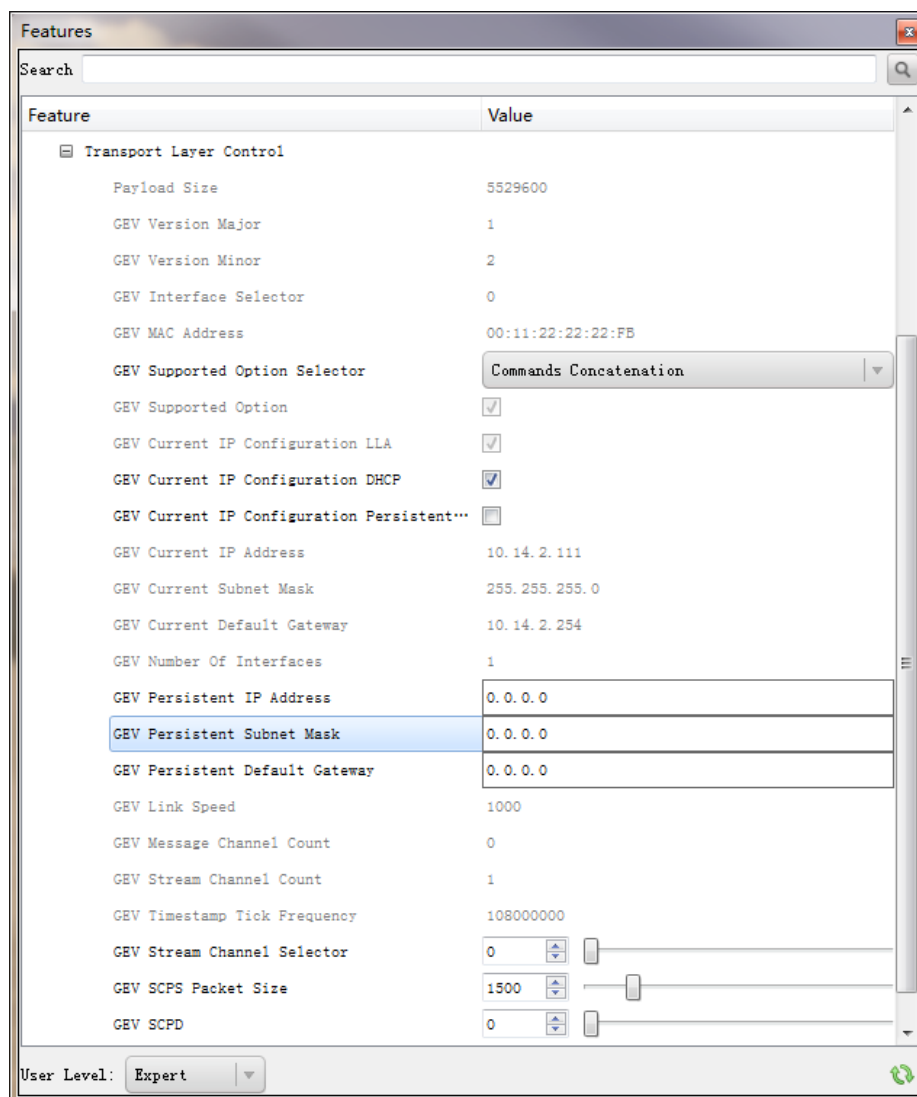 Features
Search
Feature Value
Transport Layer Control
Payload Size 5529600
GEV Version Major 1
GEV Version Minor 2
GEV Interface Selector 0
GEV MAC Address 00:11:22:22:22:FB
GEV Supported Option Selector Commands Concatenation
GEV Supported Option
GEV Current IP Configuration LLA
GEV Current IP Configuration DHCP
GEV Current IP Configuration Persistent…
GEV Current IP Address 10.14.2.111
GEV Current Subnet Mask 255.255.255.0
GEV Current Default Gateway 10.14.2.254
GEV Number Of Interfaces 1
GEV Persistent IP Address 0.0.0.0
GEV Persistent Subnet Mask 0.0.0.0
GEV Persistent Default Gateway 0.0.0.0
GEV Link Speed 1000
GEV Message Channel Count 0
GEV Stream Channel Count 1
GEV Timestamp Tick Frequency 108000000
GEV Stream Channel Selector 0
GEV SCPS Packet Size 1500
GEV SCPD 0
User Level: Expert